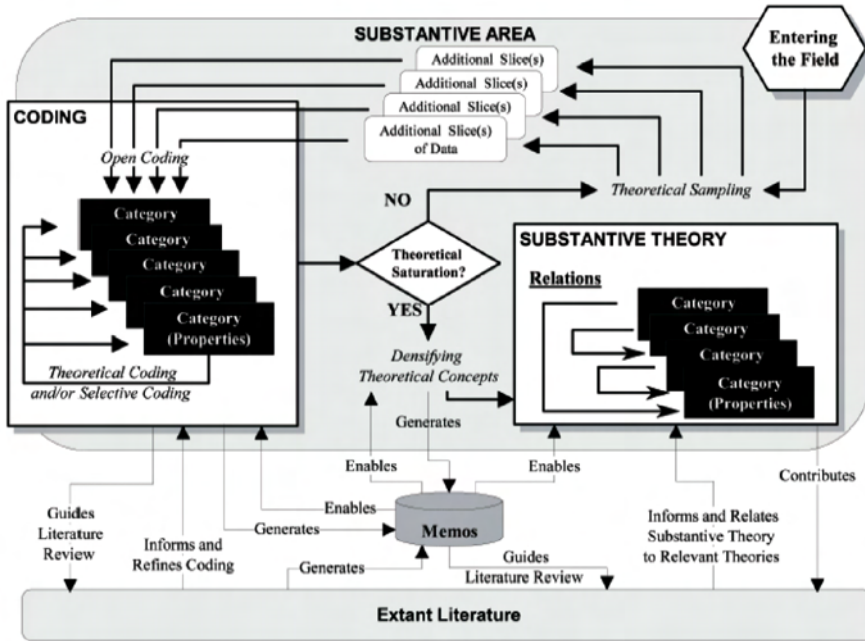 SUBSTANTIVE AREA
Entering
the Field
Additional Slice(s)
Additional Slice(s)
Additional Slice(s)
Additional Slice(s)
of Data
CODING
Open Coding
Theoretical Sampling
NO
Category
Category
Category
Category
Category
(Properties)
Theoretical Coding
and/or Selective Coding
Theoretical
Saturation?
YES
Densifying
Theoretical Concepts
SUBSTANTIVE THEORY
Relations
Category
Category
Category
Category
(Properties)
Generates
Enables
Enables
Contributes
Guides
Literature
Review
Informs and
Refines Coding
Enables
Generates
Generates
Memos
Guides
Literature Review
Informs and Relates
Substantive Theory
to Relevant Theories
Extant Literature